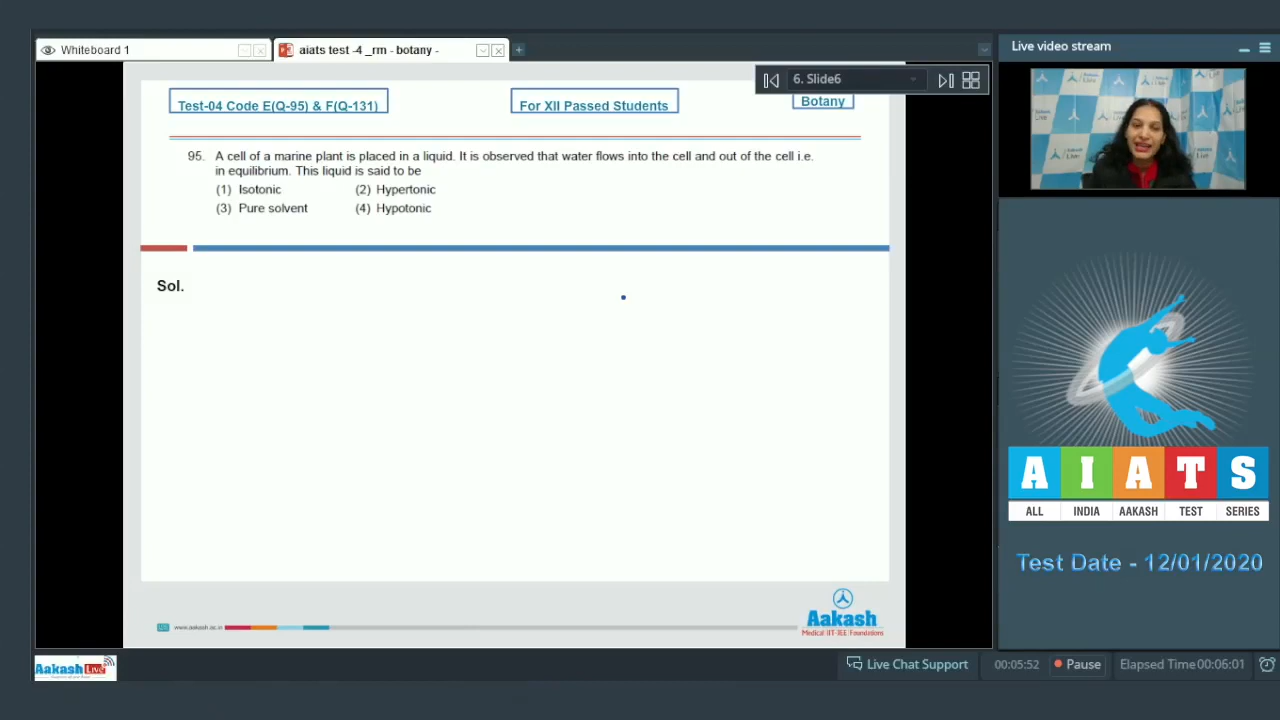 Whiteboard 1
aiats test -4 _rm - botany -
Live video stream
6. Slide6
Test-04 Code E(Q-95) & F(Q-131)
For XII Passed Students
Botany
95. A cell of a marine plant is placed in a liquid. It is observed that water flows into the cell and out of the cell i.e.
in equilibrium. This liquid is said to be
(1) Isotonic (2) Hypertonic
(3) Pure solvent (4) Hypotonic
Sol.
A I A T S
ALL INDIA AAKASH TEST SERIES
Test Date - 12/01/2020
Aakash
Medical|IIT-JEE|Foundations
www.aakash.ac.in
Aakash Live
Live Chat Support
00:05:52
Pause
Elapsed Time 00:06:01